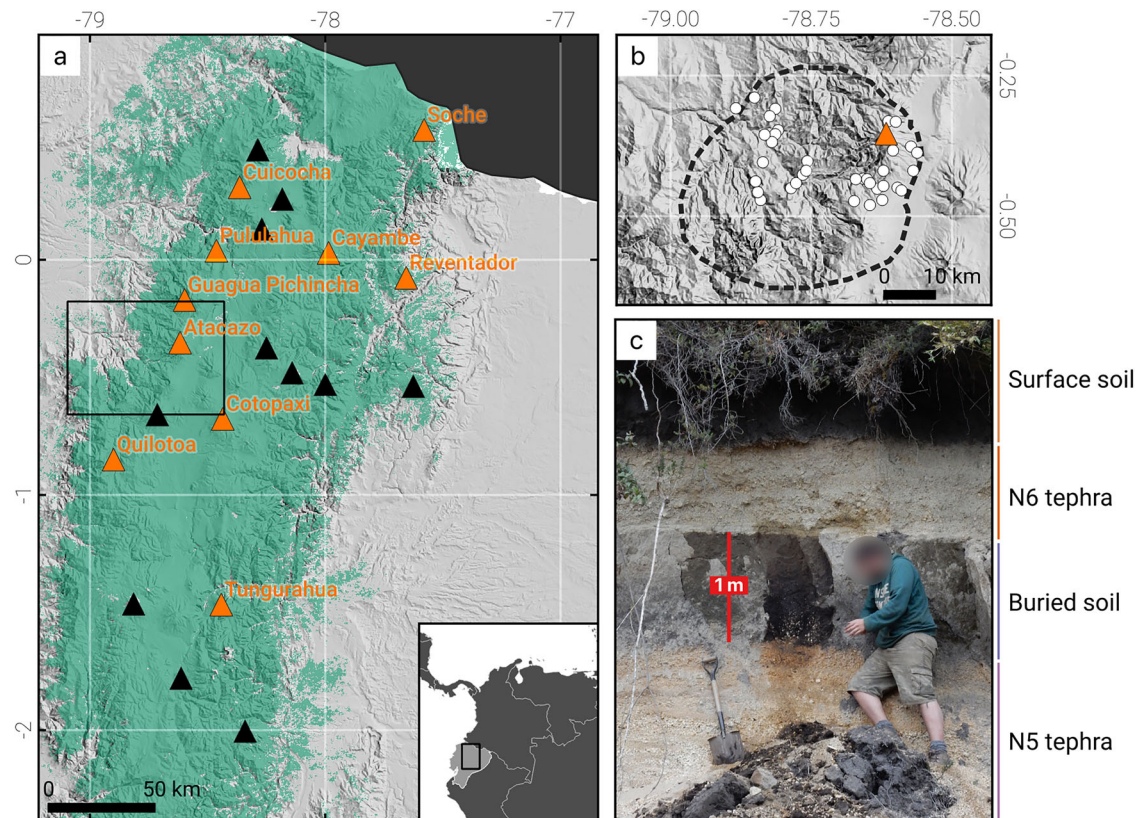 -79
-78
-77
a
Soche
Cuicocha
Pululahua
Cayambe
0
Reventador
Guagua Pichincha
Atacazo
Cotopaxi
Quilotoa
-1
Tungurahua
-2
0
50 km
-79.00
-78.75
-78.50
b
-0.25
-0.50
0
10 km
c
1 m
Surface soil
N6 tephra
Buried soil
N5 tephra